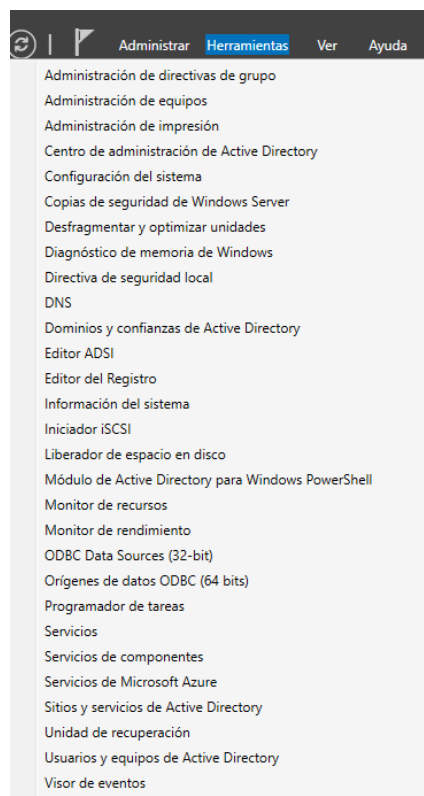 Administrar Herramientas Ver Ayuda
Administración de directivas de grupo
Administración de equipos
Administración de impresión
Centro de administración de Active Directory
Configuración del sistema
Copias de seguridad de Windows Server
Desfragmentar y optimizar unidades
Diagnóstico de memoria de Windows
Directiva de seguridad local
DNS
Dominios y confianzas de Active Directory
Editor ADSI
Editor del Registro
Información del sistema
Iniciador iSCSI
Liberador de espacio en disco
Módulo de Active Directory para Windows PowerShell
Monitor de recursos
Monitor de rendimiento
ODBC Data Sources (32-bit)
Orígenes de datos ODBC (64 bits)
Programador de tareas
Servicios
Servicios de componentes
Servicios de Microsoft Azure
Sitios y servicios de Active Directory
Unidad de recuperación
Usuarios y equipos de Active Directory
Visor de eventos